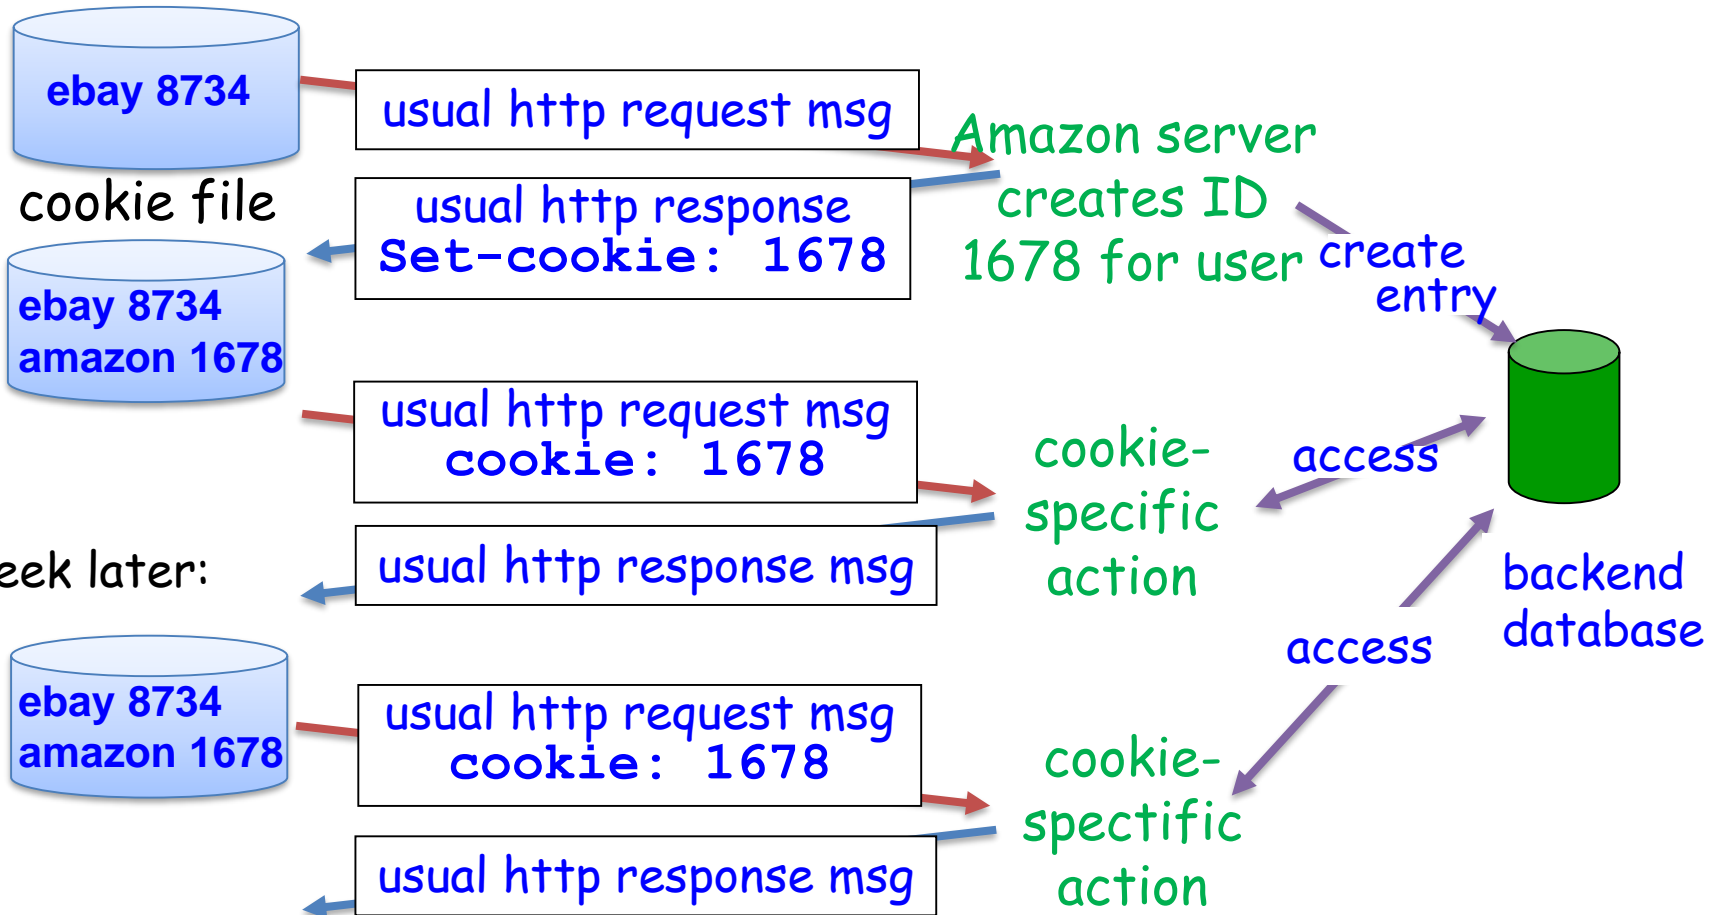 ebay 8734
usual http request msg
Amazon server
creates ID
1678 for user
cookie file
usual http response
Set-cookie: 1678
create
entry
ebay 8734
amazon 1678
usual http request msg
cookie: 1678
cookie-
specific
action
access
usual http response msg
eek later:
backend
database
access
ebay 8734
amazon 1678
usual http request msg
cookie: 1678
cookie-
spectific
action
usual http response msg